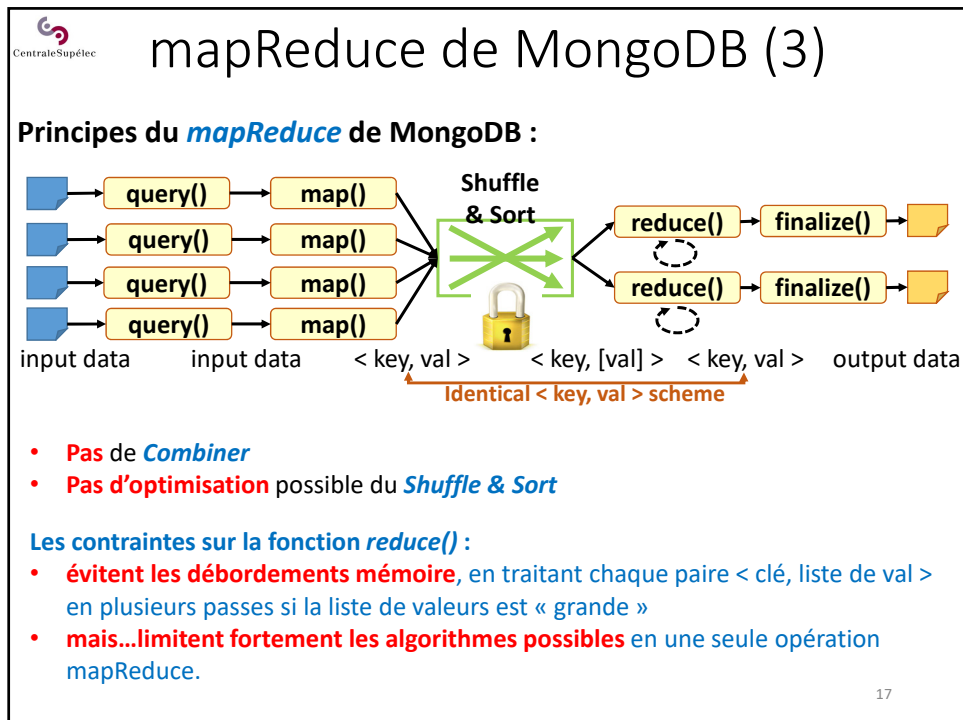 CentraleSupélec
mapReduce de MongoDB (3)
Principes du mapReduce de MongoDB :
query() map() Shuffle & Sort reduce() finalize()
query() map()
query() map() reduce() finalize()
query() map()
input data input data < key, val > < key, [val] > < key, val > output data
Identical < key, val > scheme
• Pas de Combiner
• Pas d'optimisation possible du Shuffle & Sort
Les contraintes sur la fonction reduce() :
• évitent les débordements mémoire, en traitant chaque paire < clé, liste de val >
en plusieurs passes si la liste de valeurs est « grande »
• mais...limitent fortement les algorithmes possibles en une seule opération
mapReduce.
17